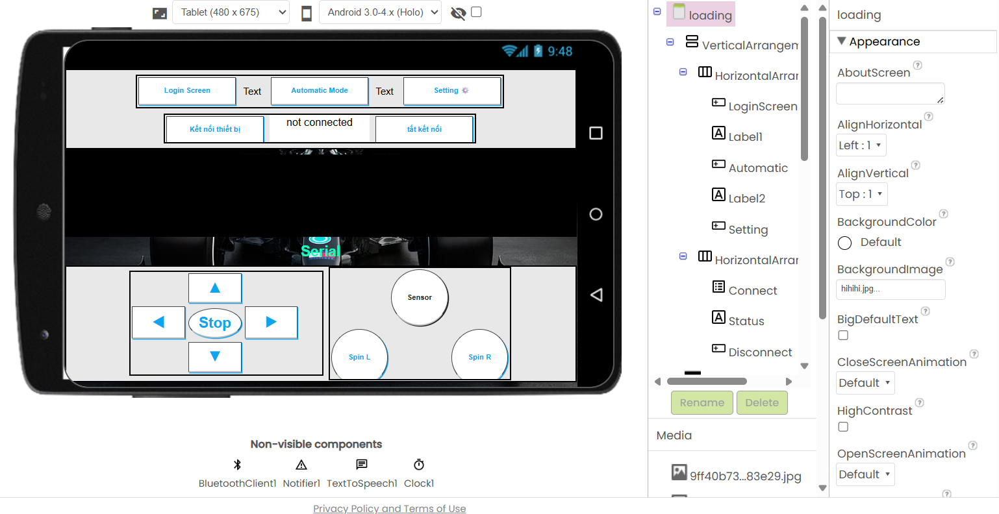 Tablet (480 x 675)
Android 3.0-4.x (Holo)
9:48
Login Screen
Text
Automatic Mode
Text
Setting
Kết nối thiết bị
not connected
tắt kết nối
Serial
▲
◀
Stop
▶
▼
Sensor
Spin L
Spin R
Non-visible components
BluetoothClient1
Notifier1
TextToSpeech1
Clock1
Privacy Policy and Terms of Use
loading
VerticalArrangem
HorizontalArrar
LoginScreen
Label1
Automatic
Label2
Setting
HorizontalArrar
Connect
Status
Disconnect
Rename
Delete
Media
9ff40b73...83e29.jpg
loading
Appearance
AboutScreen
AlignHorizontal
Left : 1
AlignVertical
Top : 1
BackgroundColor
Default
BackgroundImage
hihihi.jpg...
BigDefaultText
CloseScreenAnimation
Default
HighContrast
OpenScreenAnimation
Default